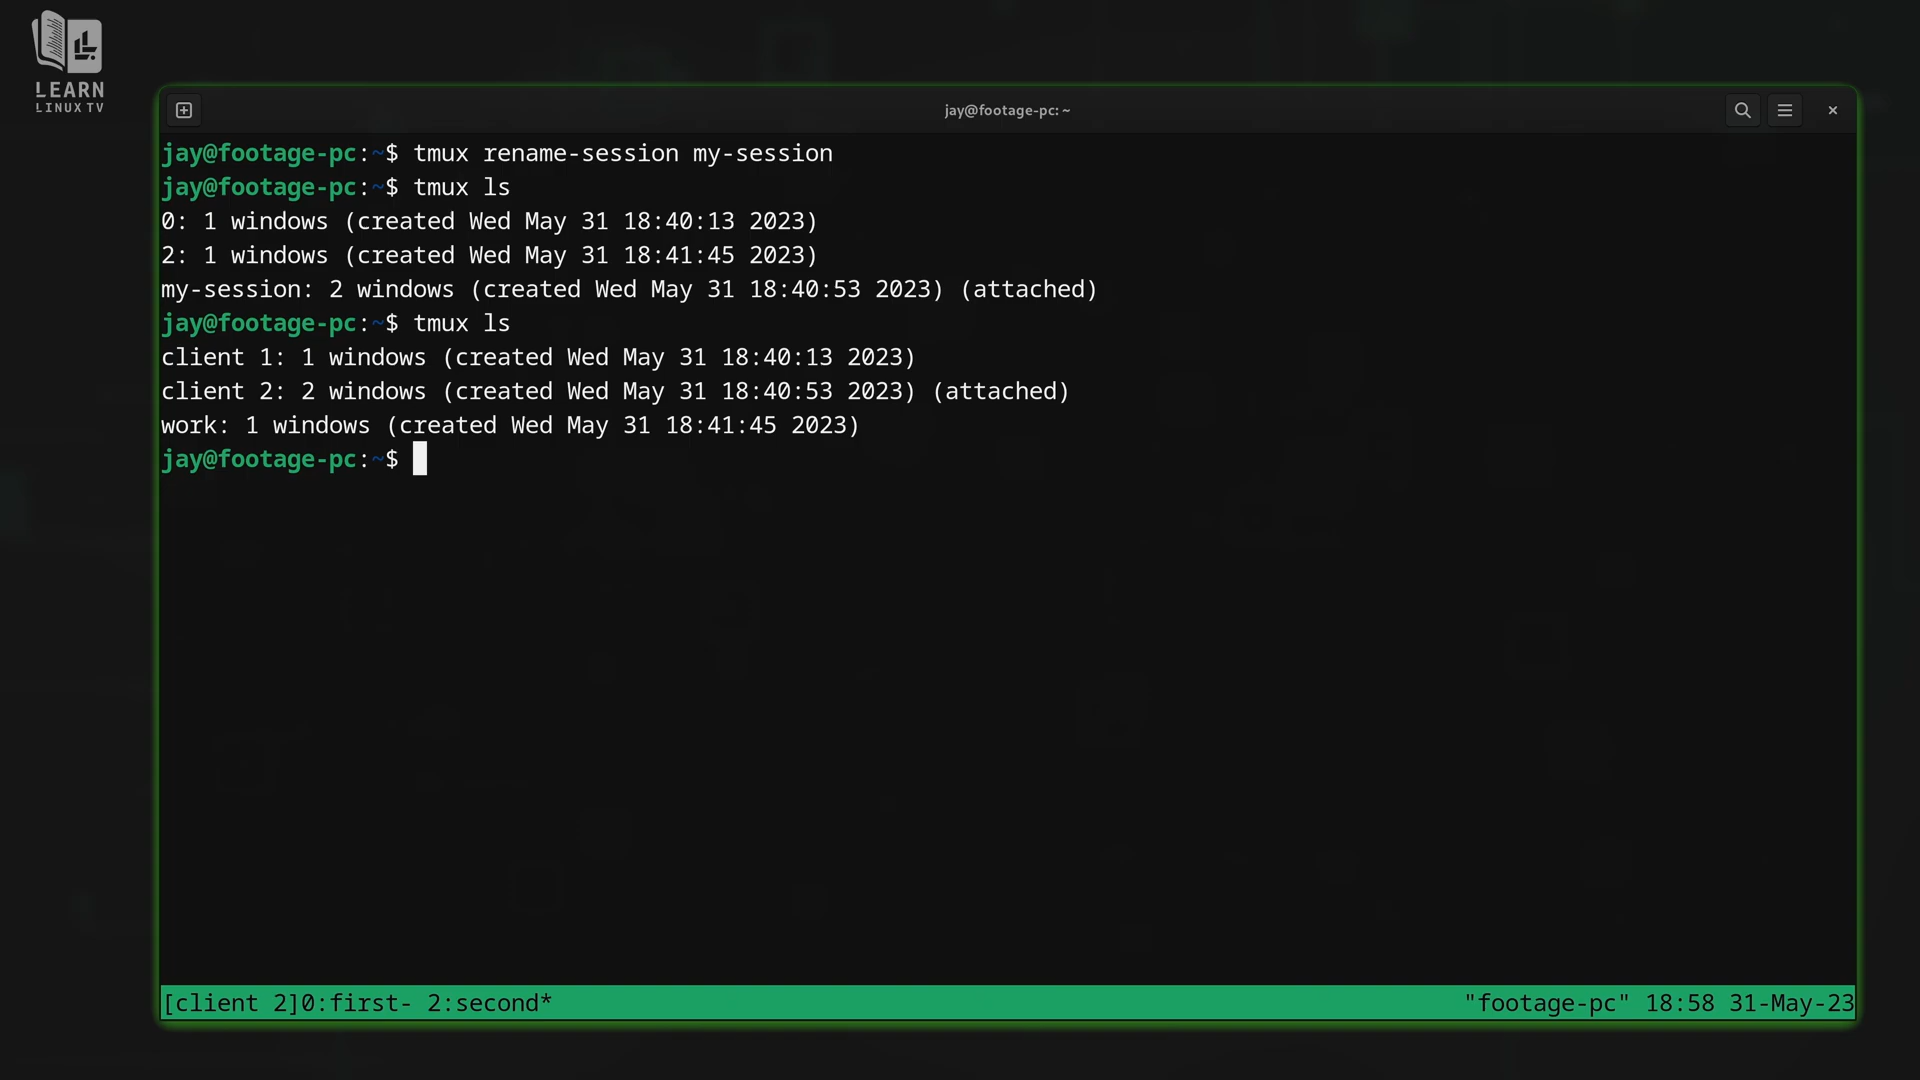 LEARN
LINUX TV
jay@footage-pc: ~
jay@footage-pc:~$ tmux rename-session my-session
jay@footage-pc:~$ tmux ls
0: 1 windows (created Wed May 31 18:40:13 2023)
2: 1 windows (created Wed May 31 18:41:45 2023)
my-session: 2 windows (created Wed May 31 18:40:53 2023) (attached)
jay@footage-pc:~$ tmux ls
client 1: 1 windows (created Wed May 31 18:40:13 2023)
client 2: 2 windows (created Wed May 31 18:40:53 2023) (attached)
work: 1 windows (created Wed May 31 18:41:45 2023)
jay@footage-pc:~$
[client 2]0:first- 2:second* "footage-pc" 18:58 31-May-23